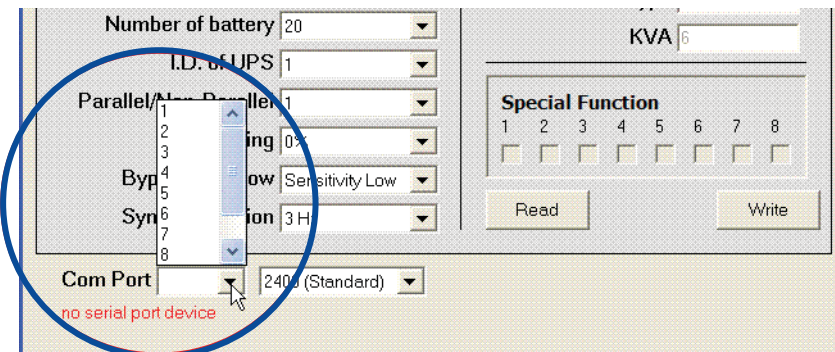 Number of battery 20
I.D. of UPS 1
Parallel/Non-Parallel 1
0%
Sensitivity Low
3 Hz
1
2
3
4
5
6
7
8
Com Port 2400 (Standard)
no serial port device
KVA 6
Special Function
1 2 3 4 5 6 7 8
Read Write